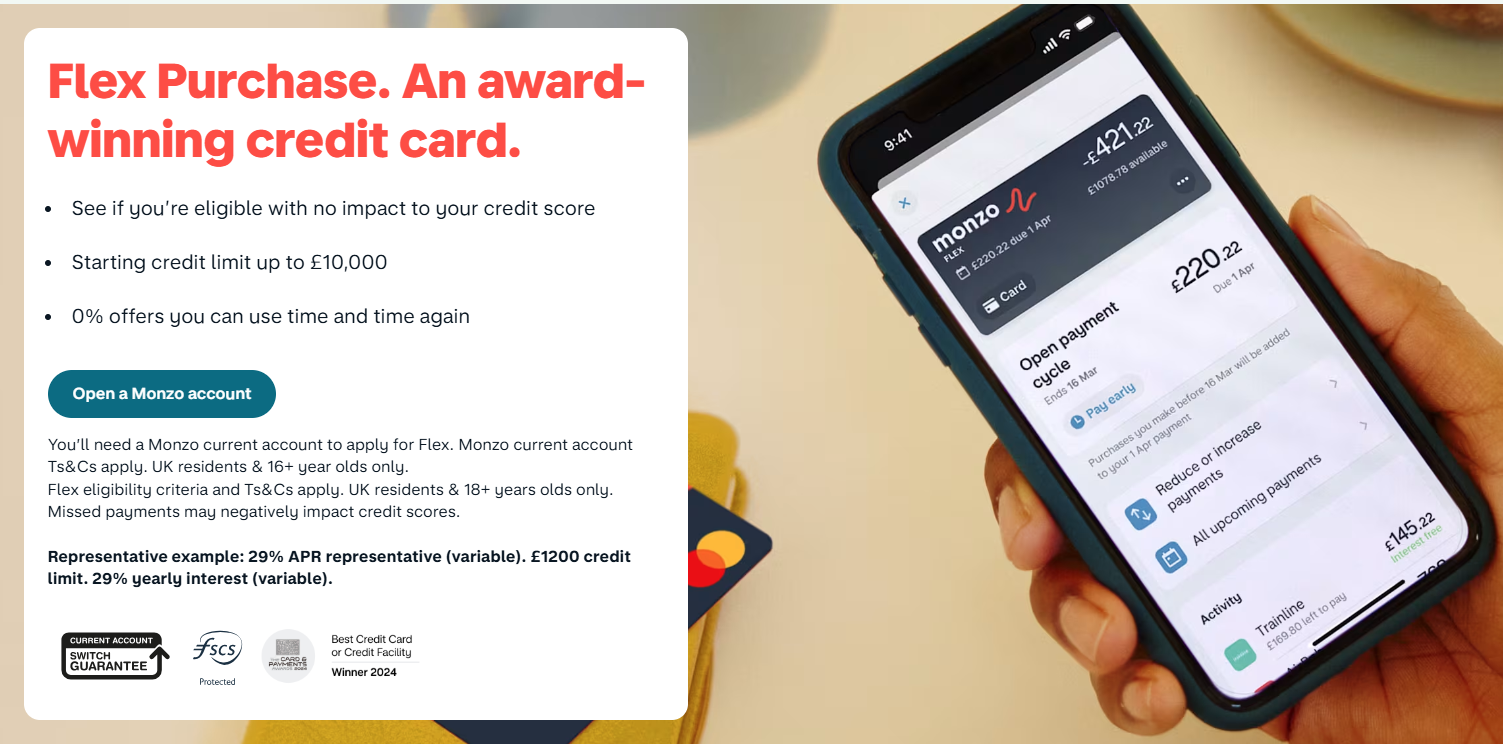 Flex Purchase. An award-
winning credit card.
See if you're eligible with no impact to your credit score
Starting credit limit up to £10,000
0% offers you can use time and time again
Open a Monzo account
You'll need a Monzo current account to apply for Flex. Monzo current account
Ts&Cs apply. UK residents & 16+ year olds only.
Flex eligibility criteria and Ts&Cs apply. UK residents & 18+ years olds only.
Missed payments may negatively impact credit scores.
Representative example: 29% APR representative (variable). £1200 credit
limit. 29% yearly interest (variable).
CURRENT ACCOUNT
SWITCH
GUARANTEE
fscs
Protected
THE CARD &
PAYMENTS
AWARDS 2024
Best Credit Card
or Credit Facility
Winner 2024
9:41
monzo
FLEX
-£421.22
£1078.78 available
£220.22 due 1 Apr
Card
Open payment
cycle
£220.22
Due 1 Apr
Ends 16 Mar
Pay early
Purchases you make before 16 Mar will be added
to your 1 Apr payment
Reduce or increase
payments
All upcoming payments
Activity
Trainline
£169.80 left to pay
£145.22
Interest free